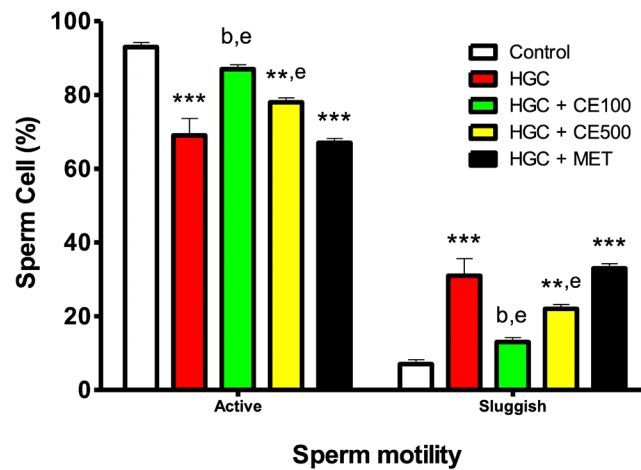 100
80
60
40
20
0
Sperm Cell (%)
***
b,e
**,e
***
***
b,e
**,e
***
Control
HGC
HGC + CE100
HGC + CE500
HGC + MET
Active
Sluggish
Sperm motility